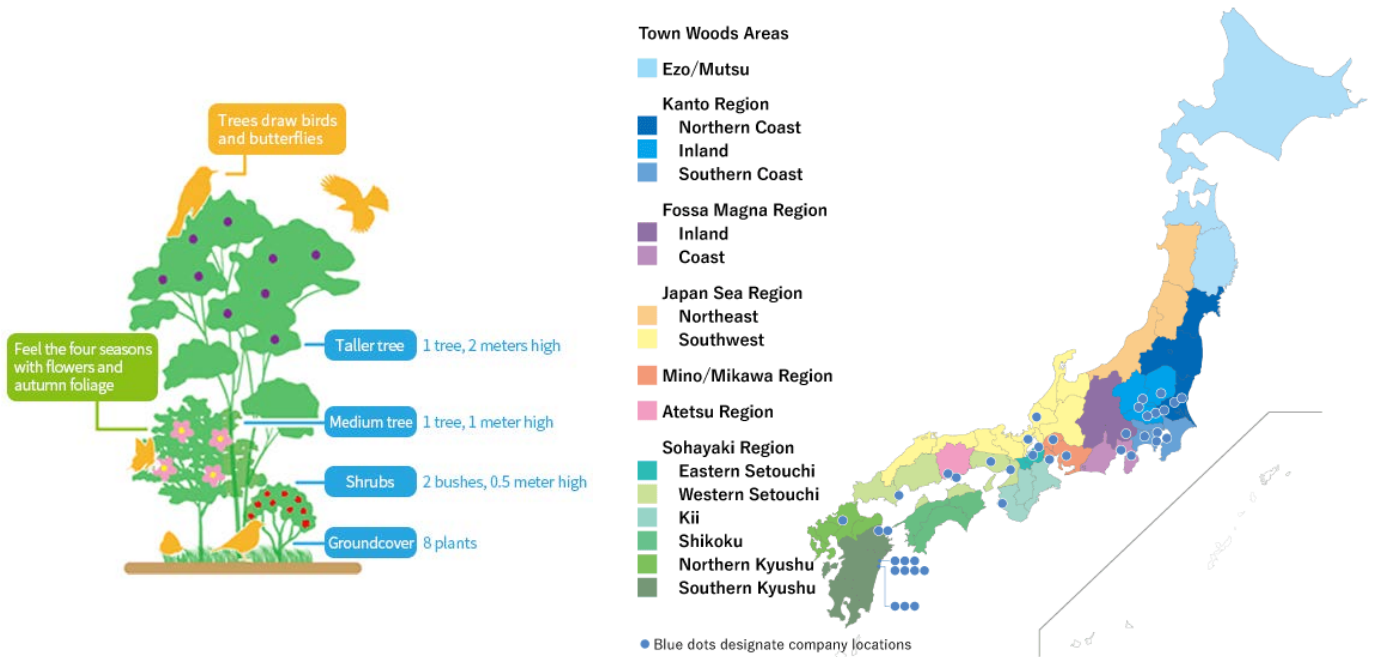 Trees draw birds
and butterflies
Feel the four seasons
with flowers and
autumn foliage
Taller tree 1 tree, 2 meters high
Medium tree 1 tree, 1 meter high
Shrubs 2 bushes, 0.5 meter high
Groundcover 8 plants
Town Woods Areas
Ezo/Mutsu
Kanto Region
Northern Coast
Inland
Southern Coast
Fossa Magna Region
Inland
Coast
Japan Sea Region
Northeast
Southwest
Mino/Mikawa Region
Atetsu Region
Sohayaki Region
Eastern Setouchi
Western Setouchi
Kii
Shikoku
Northern Kyushu
Southern Kyushu
Blue dots designate company locations